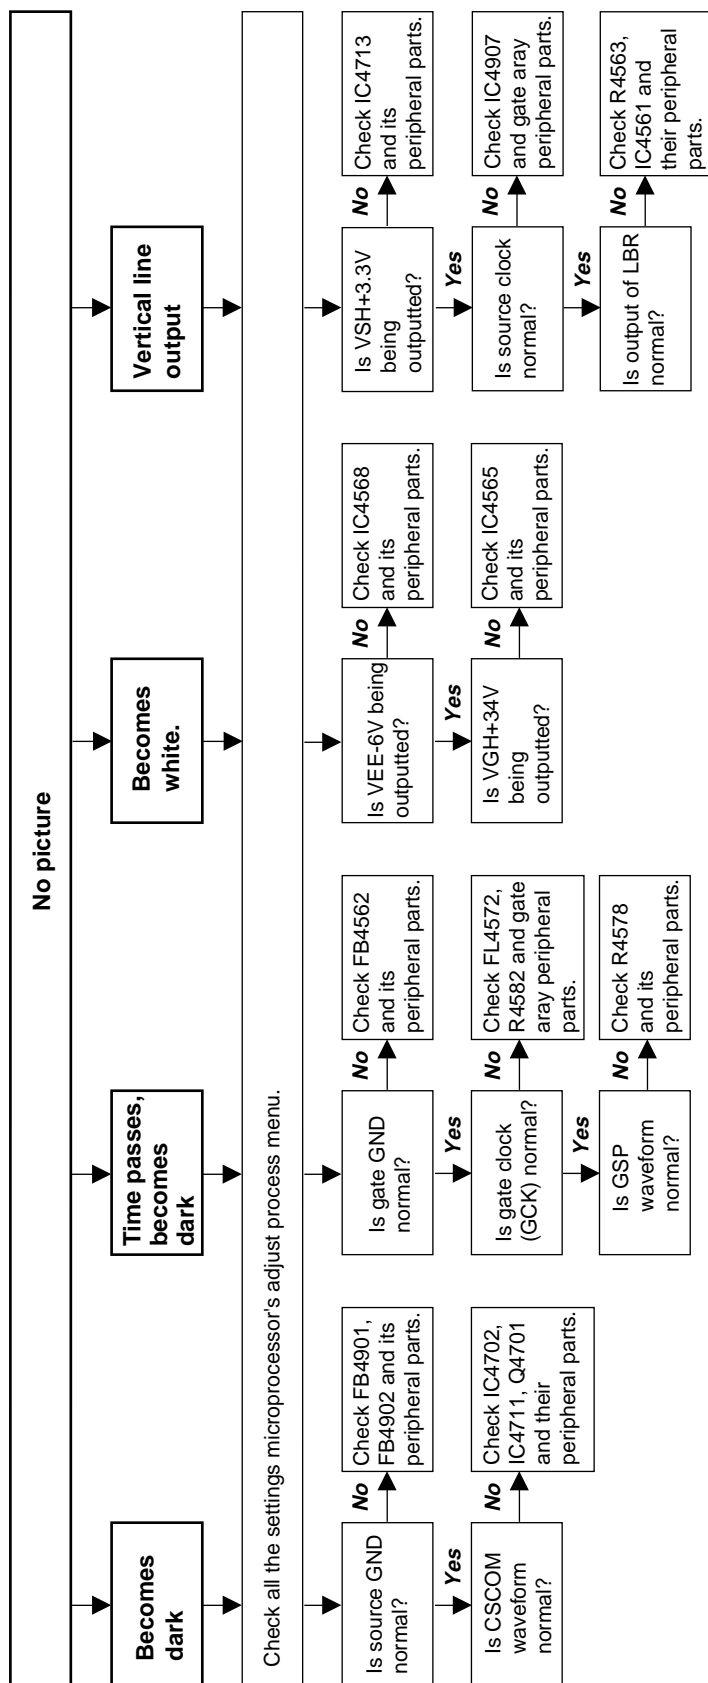 No picture
Becomes
dark
Time passes,
becomes
dark
Becomes
white.
Vertical line
output
Check all the settings microprocessor's adjust process menu.
Is source GND
normal?
No
Check FB4901,
FB4902 and its
peripheral parts.
Yes
Is CSCOM
waveform
normal?
No
Check IC4702,
IC4711, Q4701
and their
peripheral parts.
Is gate GND
normal?
No
Check FB4562
and its
peripheral parts.
Yes
Is gate clock
(GCK) normal?
No
Check FL4572,
R4582 and gate
aray peripheral
parts.
Yes
Is GSP
waveform
normal?
No
Check R4578
and its
peripheral parts.
Is VEE-6V being
outputted?
No
Check IC4568
and its
peripheral parts.
Yes
Is VGH+34V
being
outputted?
No
Check IC4565
and its
peripheral parts.
Is VSH+3.3V
being
outputted?
No
Check IC4713
and its
peripheral parts.
Yes
Is source clock
normal?
No
Check IC4907
and gate aray
peripheral
parts.
Yes
Is output of LBR
normal?
No
Check R4563,
IC4561 and
their peripheral
parts.